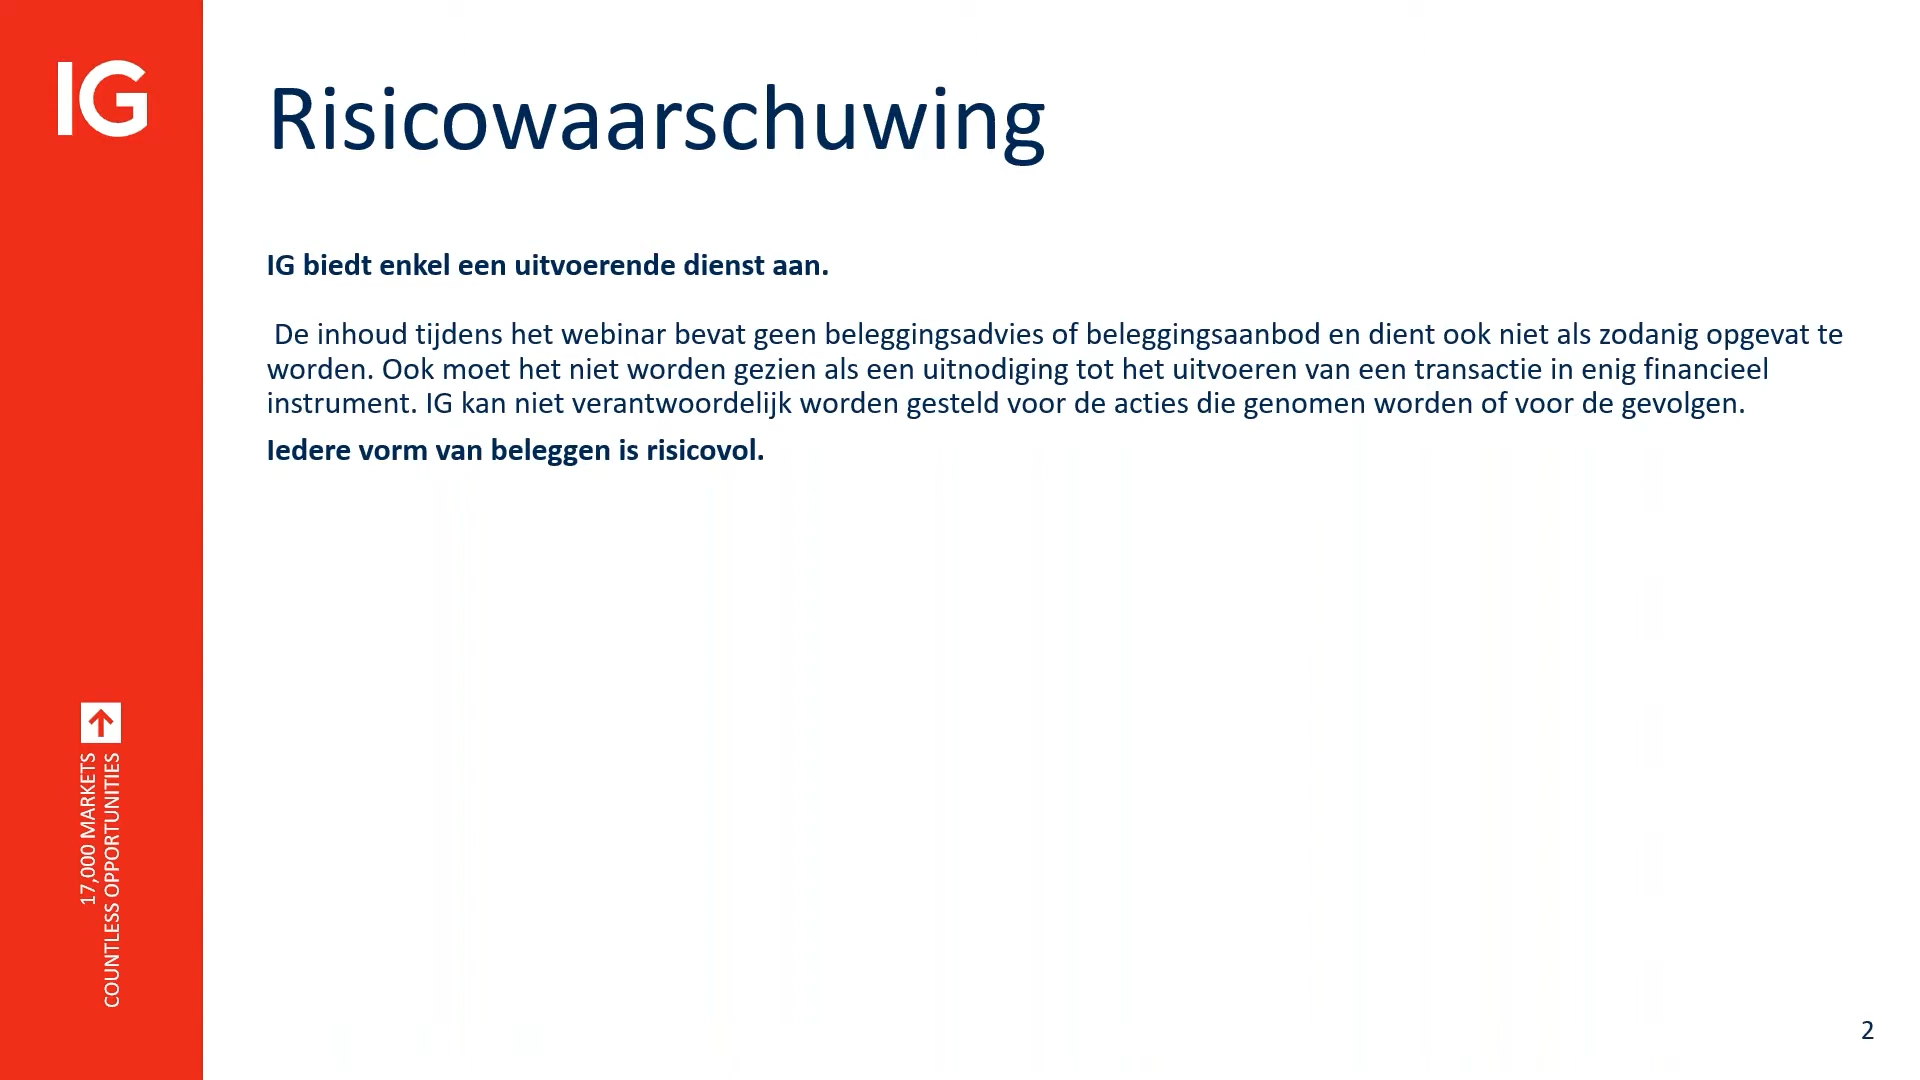 IG
Risicowaarschuwing
IG biedt enkel een uitvoerende dienst aan.
De inhoud tijdens het webinar bevat geen beleggingsadvies of beleggingsaanbod en dient ook niet als zodanig opgevat te
worden. Ook moet het niet worden gezien als een uitnodiging tot het uitvoeren van een transactie in enig financieel
instrument. IG kan niet verantwoordelijk worden gesteld voor de acties die genomen worden of voor de gevolgen.
Iedere vorm van beleggen is risicovol.
17,000 MARKETS
COUNTLESS OPPORTUNITIES
2